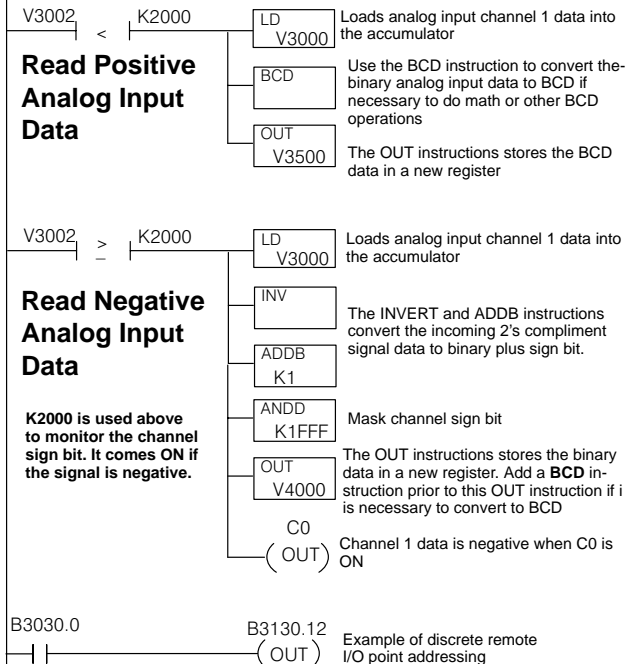 V3002 < K2000
LD
V3000
Loads analog input channel 1 data into
the accumulator
Read Positive
Analog Input
Data
BCD
Use the BCD instruction to convert the-
binary analog input data to BCD if
necessary to do math or other BCD
operations
OUT
V3500
The OUT instructions stores the BCD
data in a new register
V3002 ≥ K2000
LD
V3000
Loads analog input channel 1 data into
the accumulator
Read Negative
Analog Input
Data
INV
The INVERT and ADDB instructions
convert the incoming 2's compliment
signal data to binary plus sign bit.
ADDB
K1
K2000 is used above
to monitor the channel
sign bit. It comes ON if
the signal is negative.
ANDD
K1FFF
Mask channel sign bit
OUT
V4000
The OUT instructions stores the binary
data in a new register. Add a BCD in-
struction prior to this OUT instruction if i
is necessary to convert to BCD
C0
OUT
Channel 1 data is negative when C0 is
ON
B3030.0
B3130.12
OUT
Example of discrete remote
I/O point addressing